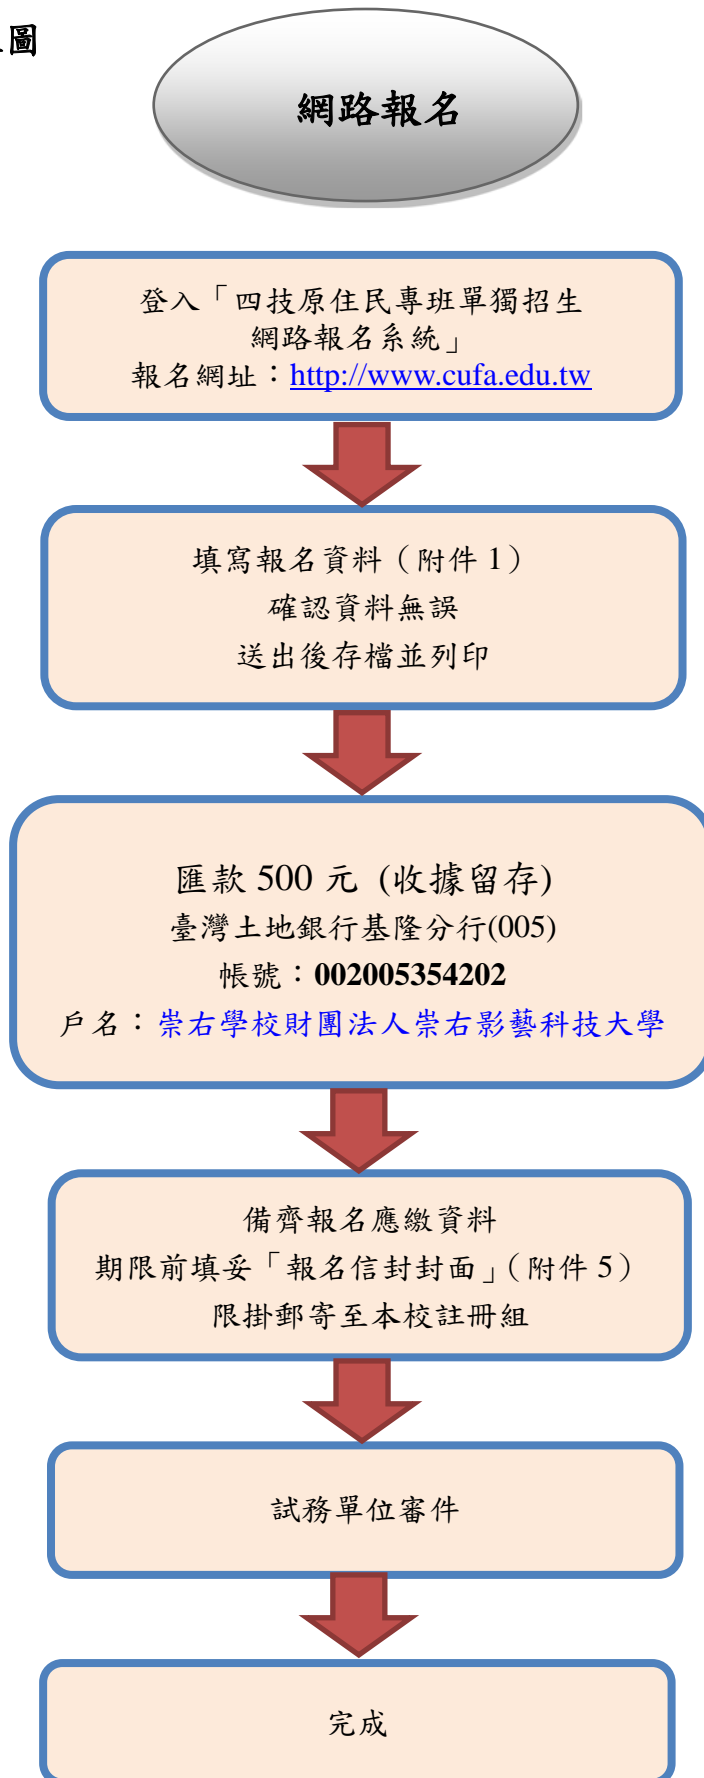 圖
網路報名
登入「四技原住民專班單獨招生
網路報名系統」
報名網址：http://www.cufa.edu.tw
填寫報名資料（附件 1）
確認資料無誤
送出後存檔並列印
匯款 500 元 (收據留存)
臺灣土地銀行基隆分行(005)
帳號：002005354202
戶名：崇右學校財團法人崇右影藝科技大學
備齊報名應繳資料
期限前填妥「報名信封封面」（附件 5）
限掛郵寄至本校註冊組
試務單位審件
完成